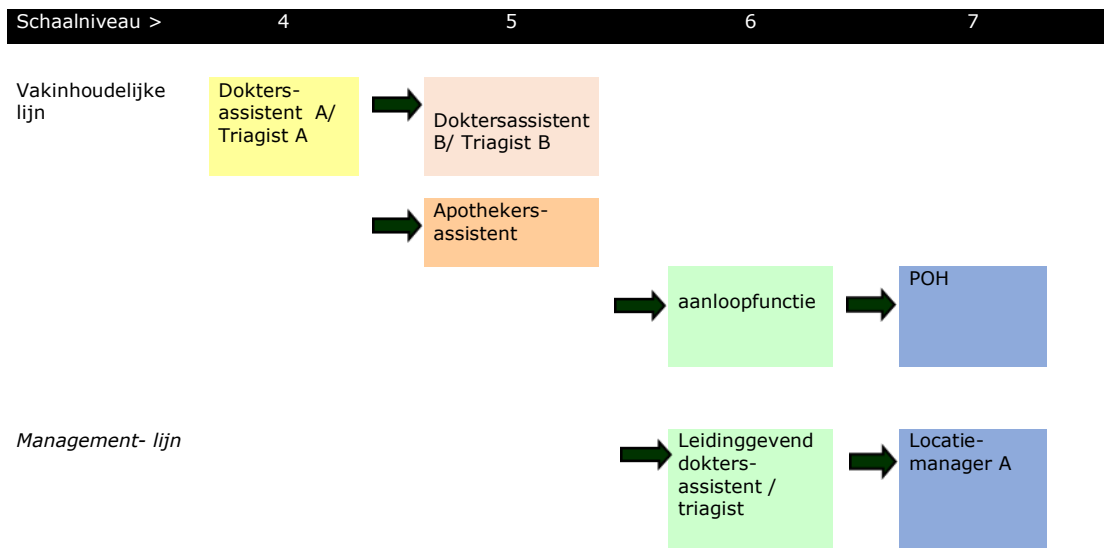 Schaalniveau > 4 5 6 7
Vakinhoudelijke
lijn
Dokters-
assistent A/
Triagist A
Doktersassistent
B/ Triagist B
Apothekers-
assistent
aanloopfunctie
POH
Management- lijn
Leidinggevend
dokters-
assistent /
triagist
Locatie-
manager A